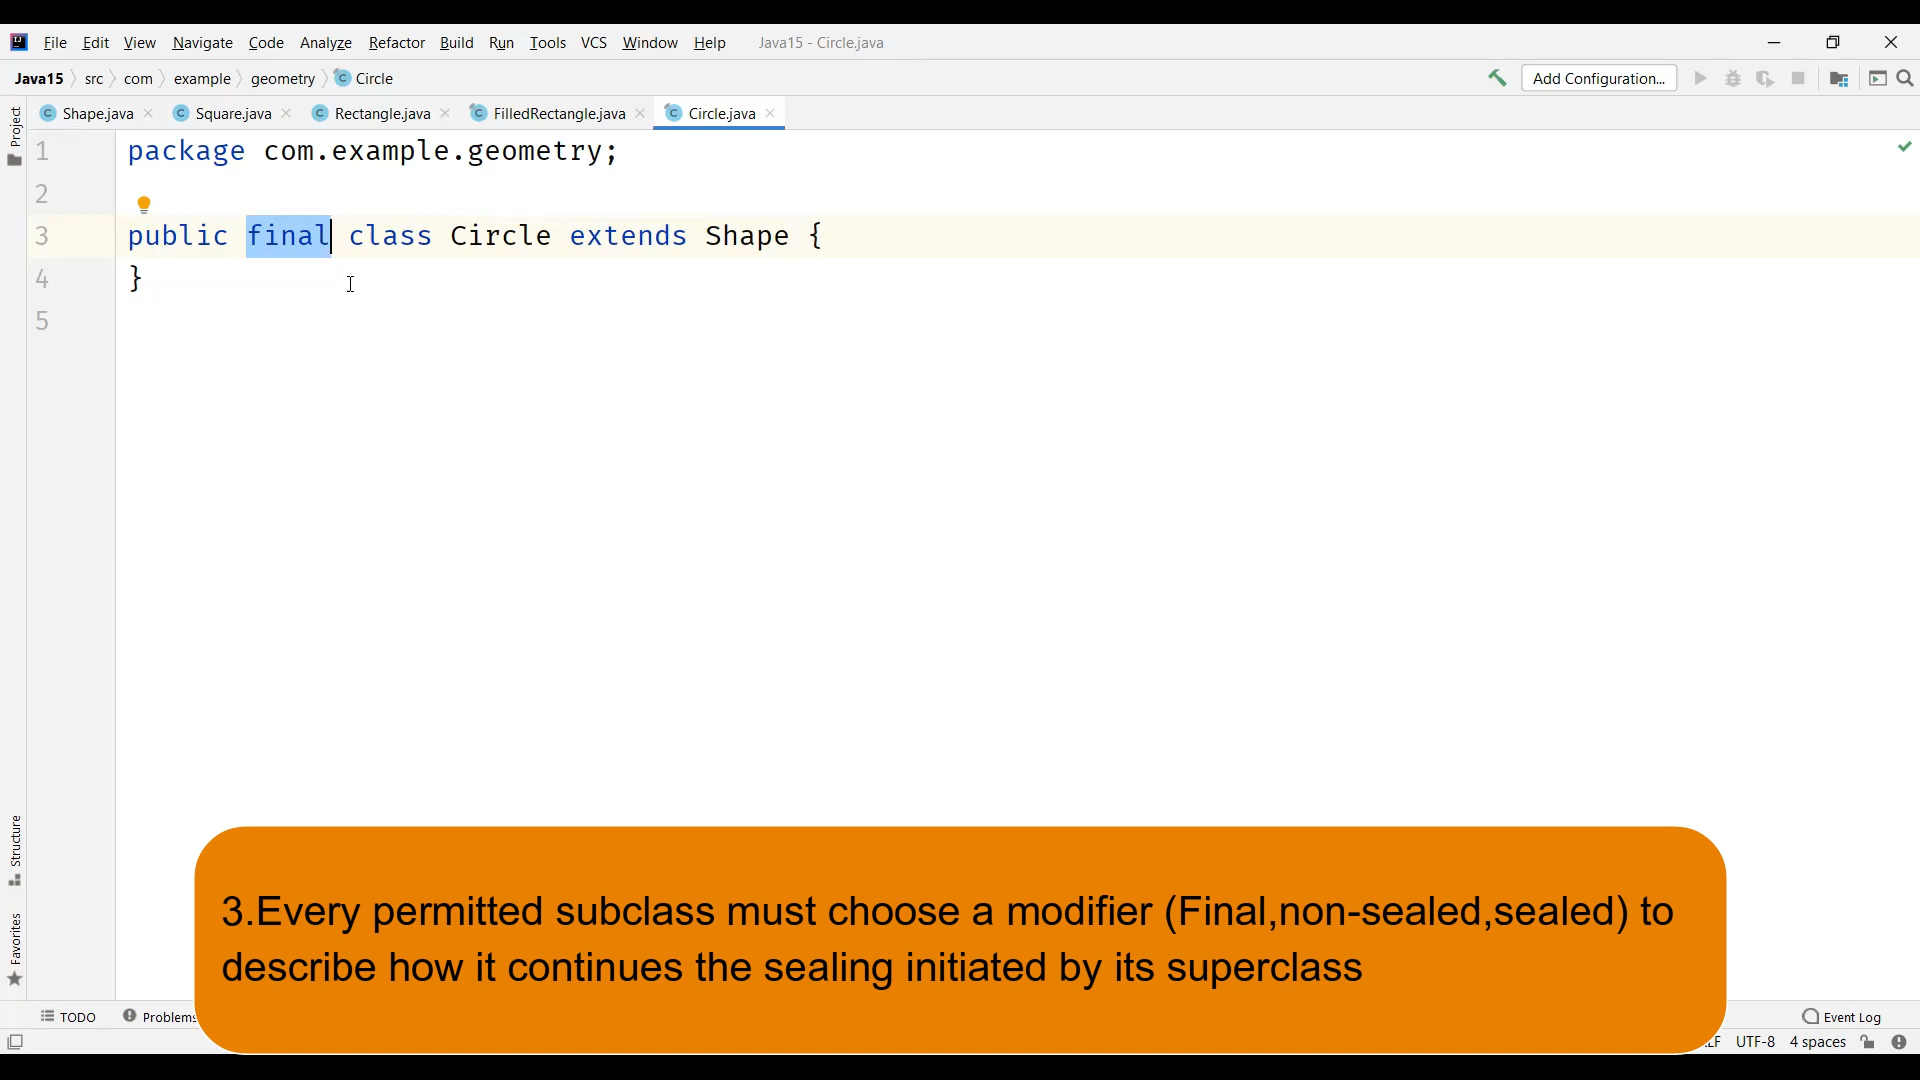 File Edit View Navigate Code Analyze Refactor Build Run Tools VCS Window Help Java15 - Circle.java
Java15 src com example geometry Circle Add Configuration...
Shape.java Square.java Rectangle.java FilledRectangle.java Circle.java
Project
1 package com.example.geometry;
2
3 public final class Circle extends Shape {
4 }
5
Structure
Favorites
3.Every permitted subclass must choose a modifier (Final,non-sealed,sealed) to
describe how it continues the sealing initiated by its superclass
TODO Problems Event Log
LF UTF-8 4 spaces